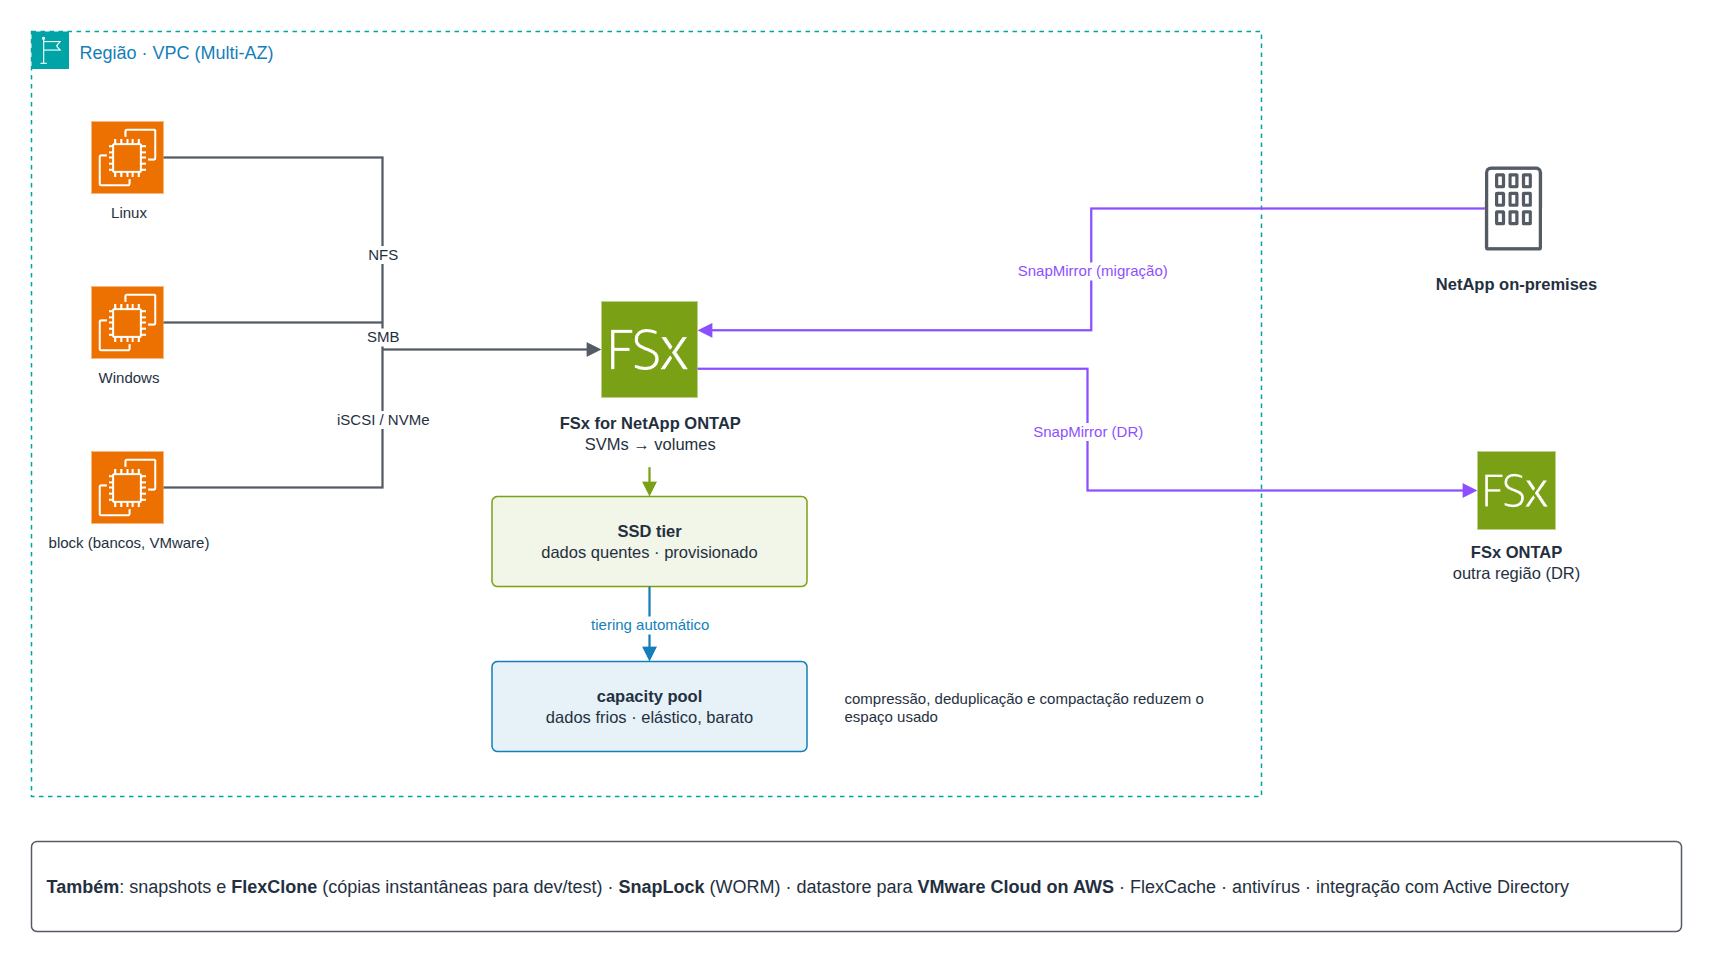 Região · VPC (Multi-AZ)
Linux
NFS
Windows
SMB
iSCSI / NVMe
block (bancos, VMware)
FSx
FSx for NetApp ONTAP
SVMs → volumes
SSD tier
dados quentes · provisionado
tiering automático
capacity pool
dados frios · elástico, barato
compressão, deduplicação e compactação reduzem o
espaço usado
SnapMirror (migração)
NetApp on-premises
SnapMirror (DR)
FSx
FSx ONTAP
outra região (DR)
Também: snapshots e FlexClone (cópias instantâneas para dev/test) · SnapLock (WORM) · datastore para VMware Cloud on AWS · FlexCache · antivírus · integração com Active Directory